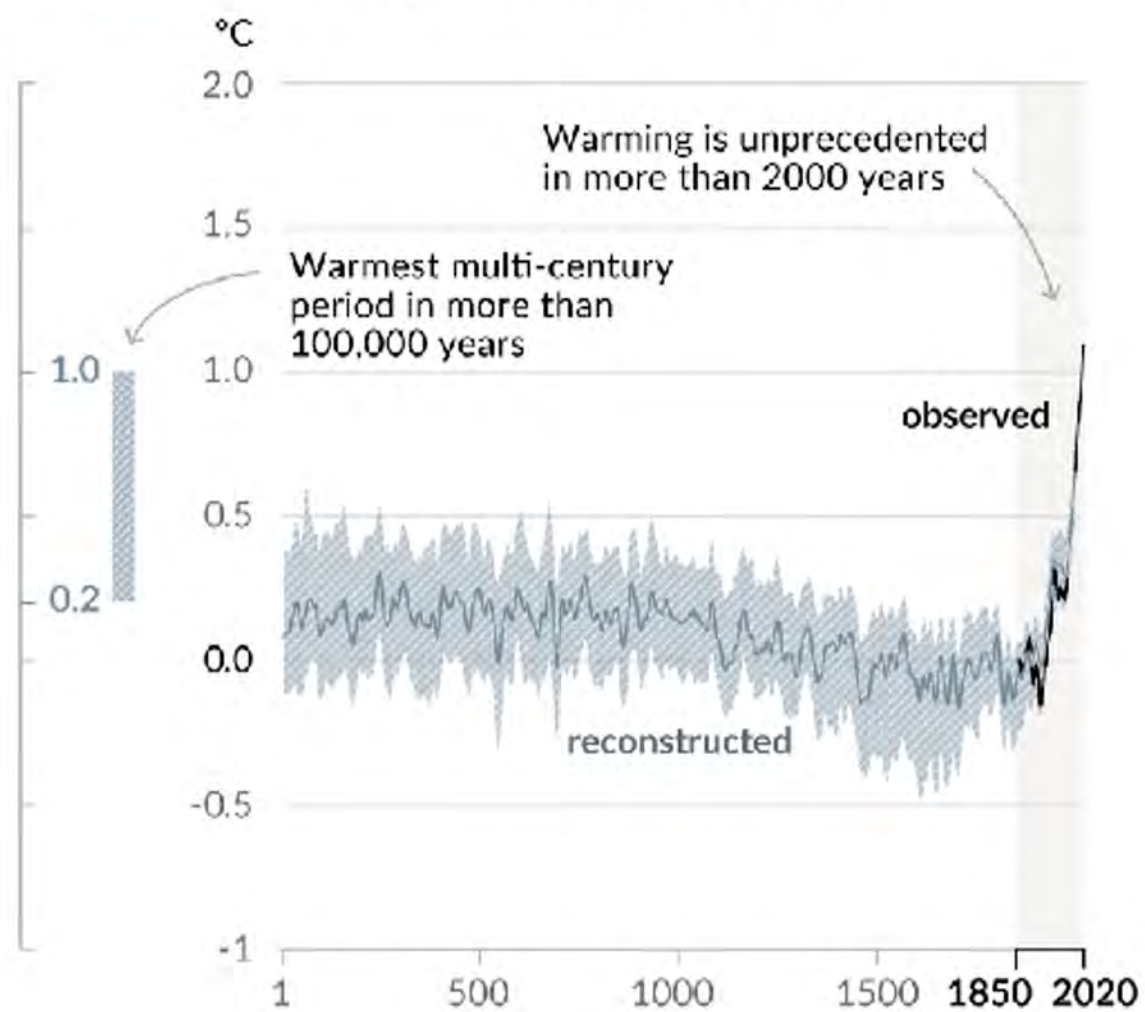 °C
2.0
Warming is unprecedented
in more than 2000 years
1.5
Warmest multi-century
period in more than
100,000 years
1.0
1.0
observed
0.5
0.2
0.0
reconstructed
-0.5
-1
1 500 1000 1500 1850 2020